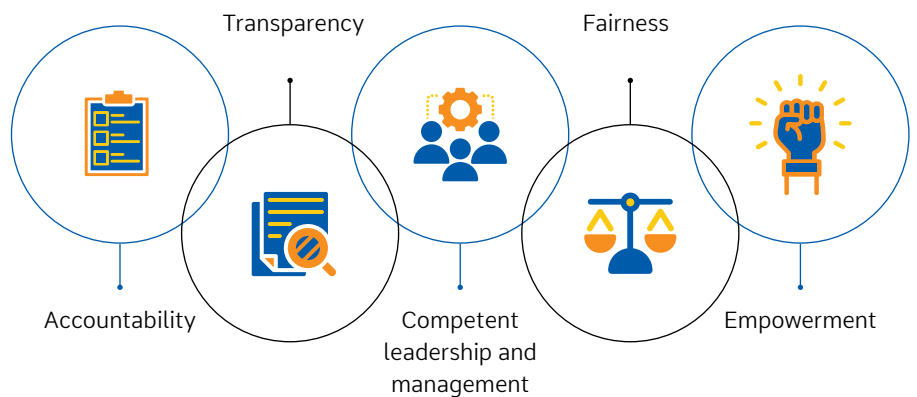 Transparency
Fairness
Accountability
Competent
leadership and
management
Empowerment